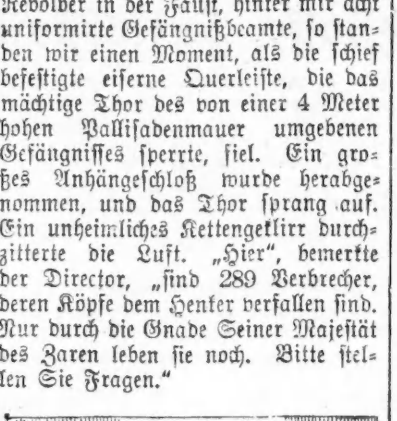 Revolver in der Faust, hinter mir acht
uniformirte Gefängnißbeamte, so stan-
den wir einen Moment, als die schief
befestigte eiserne Querleiste, die das
mächtige Thor des von einer 4 Meter
hohen Pallisadenmauer umgebenen
Gefängnisses sperrte, fiel. Ein gro-
ßes Anhängeschloß wurde herabge-
nommen, und das Thor sprang auf.
Ein unheimliches Kettengeklirr durch-
zitterte die Luft. „Hier", bemerkte
der Director, „sind 289 Verbrecher,
deren Köpfe dem Henker verfallen sind.
Nur durch die Gnade Seiner Majestät
des Zaren leben sie noch. Bitte stel-
len Sie Fragen."